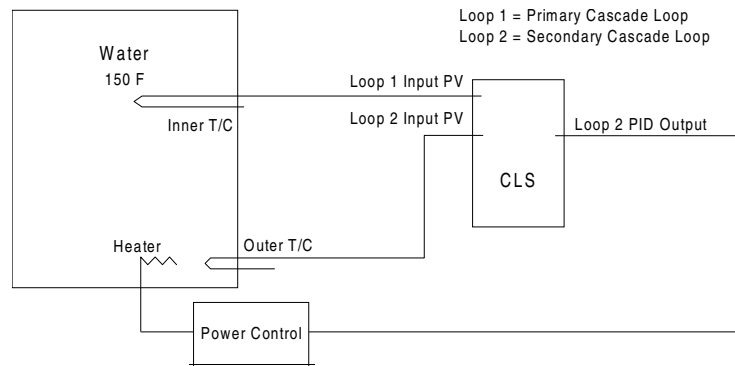 Loop 1 = Primary Cascade Loop
Loop 2 = Secondary Cascade Loop
Water
150 F
Loop 1 Input PV
Inner T/C
Loop 2 Input PV
Loop 2 PID Output
CLS
Heater
Outer T/C
Power Control